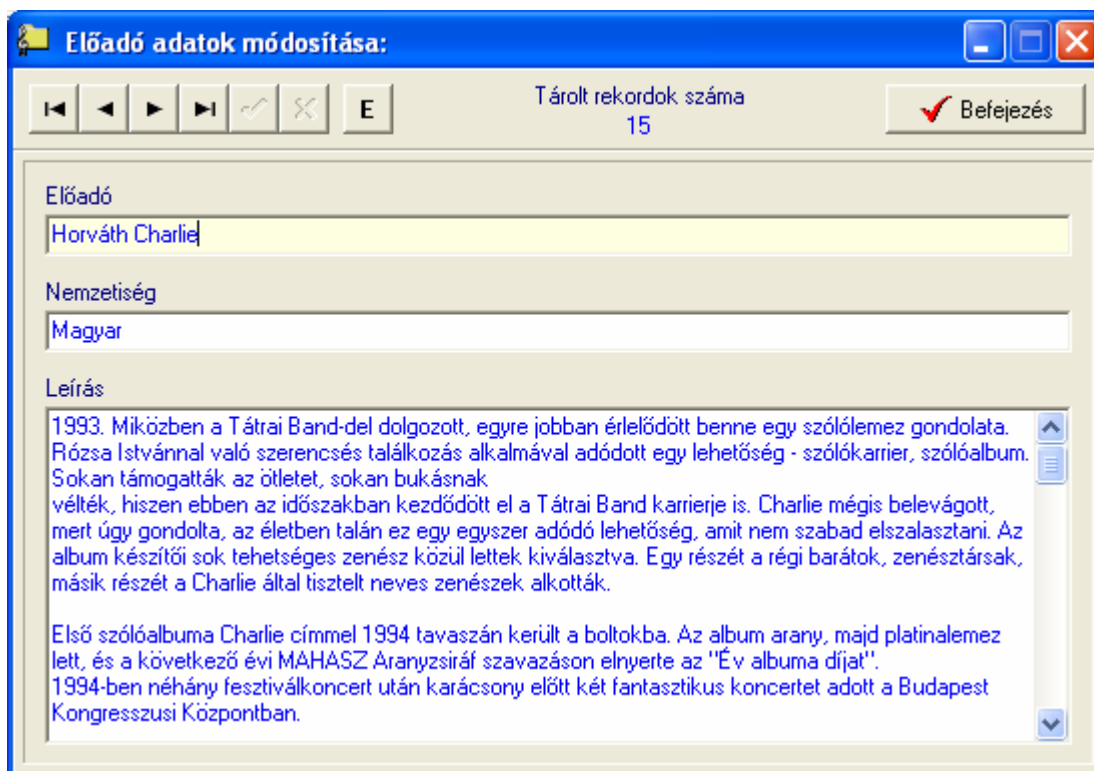 Előadó adatok módosítása:
E
Tárolt rekordok száma
15
Befejezés
Előadó
Horváth Charlie
Nemzetiség
Magyar
Leírás
1993. Miközben a Tátrai Band-del dolgozott, egyre jobban érlelődött benne egy szólólemez gondolata.
Rózsa Istvánnal való szerencsés találkozás alkalmával adódott egy lehetőség - szólókarrier, szólóalbum.
Sokan támogatták az ötletet, sokan bukásnak
vélték, hiszen ebben az időszakban kezdődött el a Tátrai Band karrierje is. Charlie mégis belevágott,
mert úgy gondolta, az életben talán ez egy egyszer adódó lehetőség, amit nem szabad elszalasztani. Az
album készítői sok tehetséges zenész közül lettek kiválasztva. Egy részét a régi barátok, zenésztársak,
másik részét a Charlie által tisztelt neves zenészek alkották.
Első szólóalbuma Charlie címmel 1994 tavaszán került a boltokba. Az album arany, majd platinalemez
lett, és a következő évi MAHASZ Aranyzsiráf szavazáson elnyerte az "Év albuma díjat".
1994-ben néhány fesztiválkoncert után karácsony előtt két fantasztikus koncertet adott a Budapest
Kongresszusi Központban.